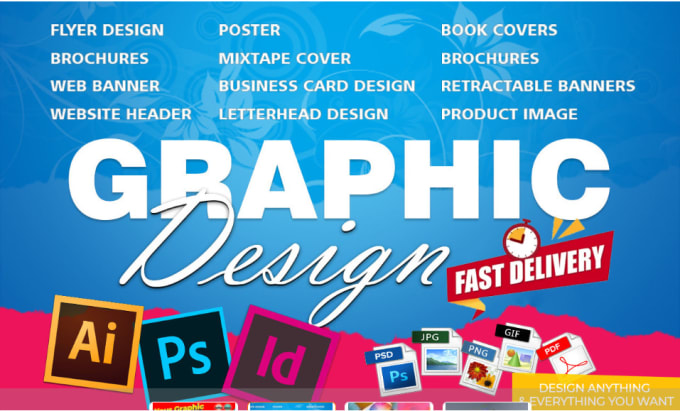 FLYER DESIGN
BROCHURES
WEB BANNER
WEBSITE HEADER
POSTER
MIXTAPE COVER
BUSINESS CARD DESIGN
LETTERHEAD DESIGN
BOOK COVERS
BROCHURES
RETRACTABLE BANNERS
PRODUCT IMAGE
GRAPHIC
Design
FAST DELIVERY
Ai
Ps
Id
PSD
Ps
JPG
PNG
GIF
PDF
DESIGN ANYTHING
& EVERYTHING YOU WANT